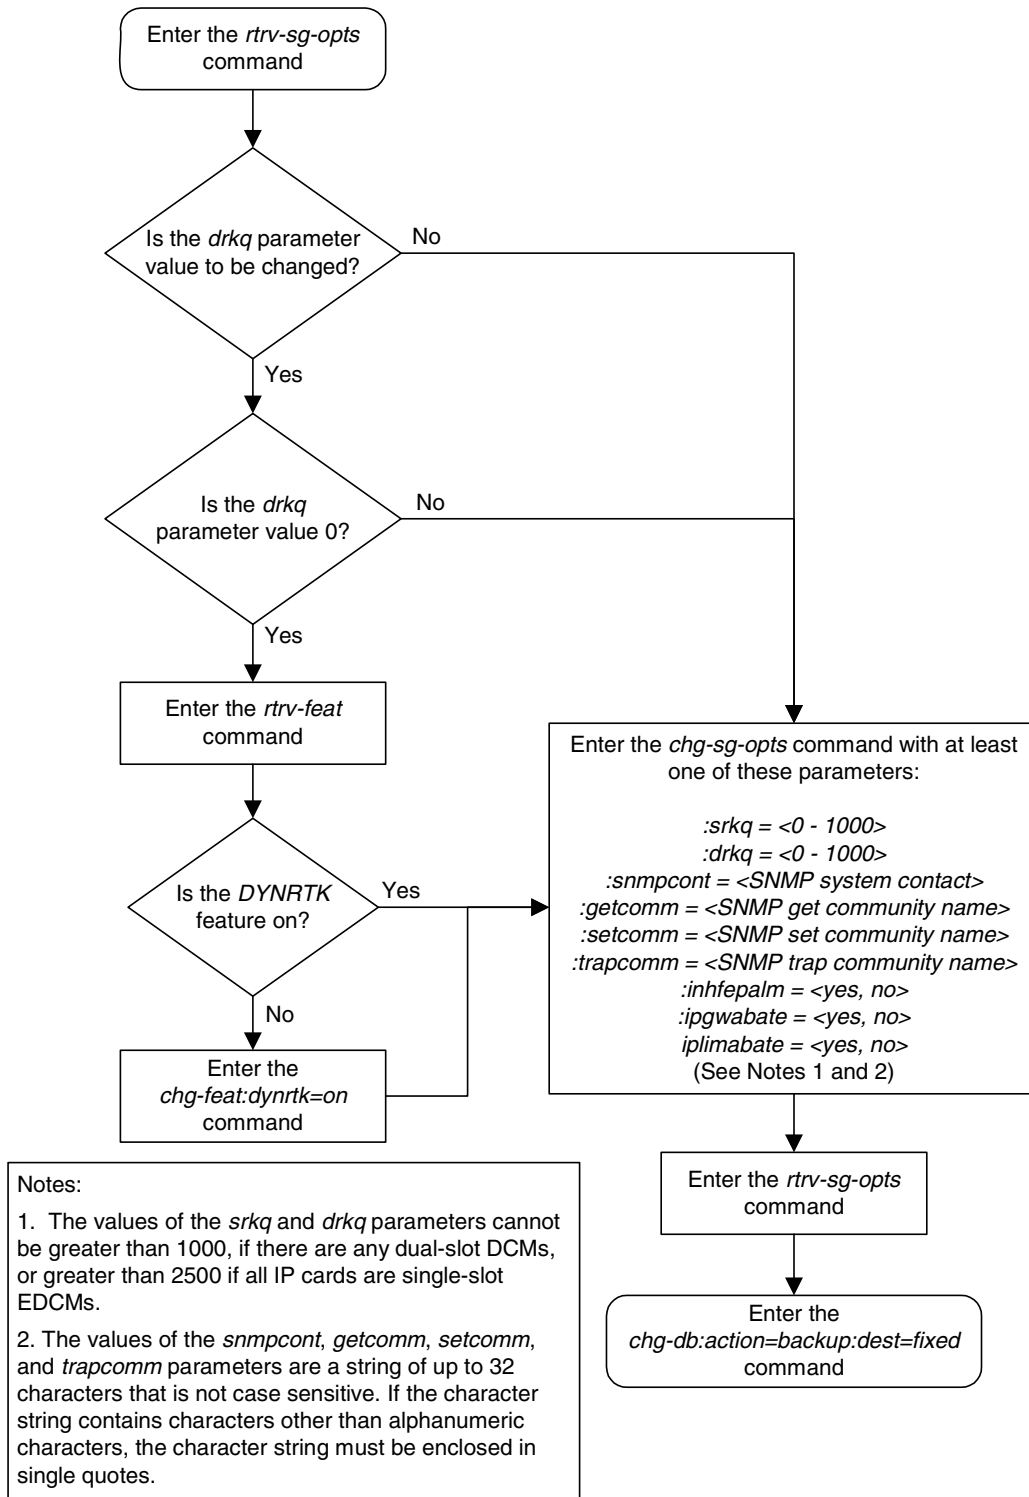 Enter the rtrv-sg-opts
command
Is the drkq parameter
value to be changed?
No
Yes
Is the drkq
parameter value 0?
No
Yes
Enter the rtrv-feat
command
Is the DYNRTK
feature on?
Yes
No
Enter the
chg-feat:dynrtk=on
command
Enter the chg-sg-opts command with at least
one of these parameters:
:srkq = <0 - 1000>
:drkq = <0 - 1000>
:snmpcont = <SNMP system contact>
:getcomm = <SNMP get community name>
:setcomm = <SNMP set community name>
:trapcomm = <SNMP trap community name>
:inhfepalm = <yes, no>
:ipgwabate = <yes, no>
iplimabate = <yes, no>
(See Notes 1 and 2)
Enter the rtrv-sg-opts
command
Enter the
chg-db:action=backup:dest=fixed
command
Notes:
1. The values of the srkq and drkq parameters cannot
be greater than 1000, if there are any dual-slot DCMs,
or greater than 2500 if all IP cards are single-slot
EDCMs.
2. The values of the snmpcont, getcomm, setcomm,
and trapcomm parameters are a string of up to 32
characters that is not case sensitive. If the character
string contains characters other than alphanumeric
characters, the character string must be enclosed in
single quotes.